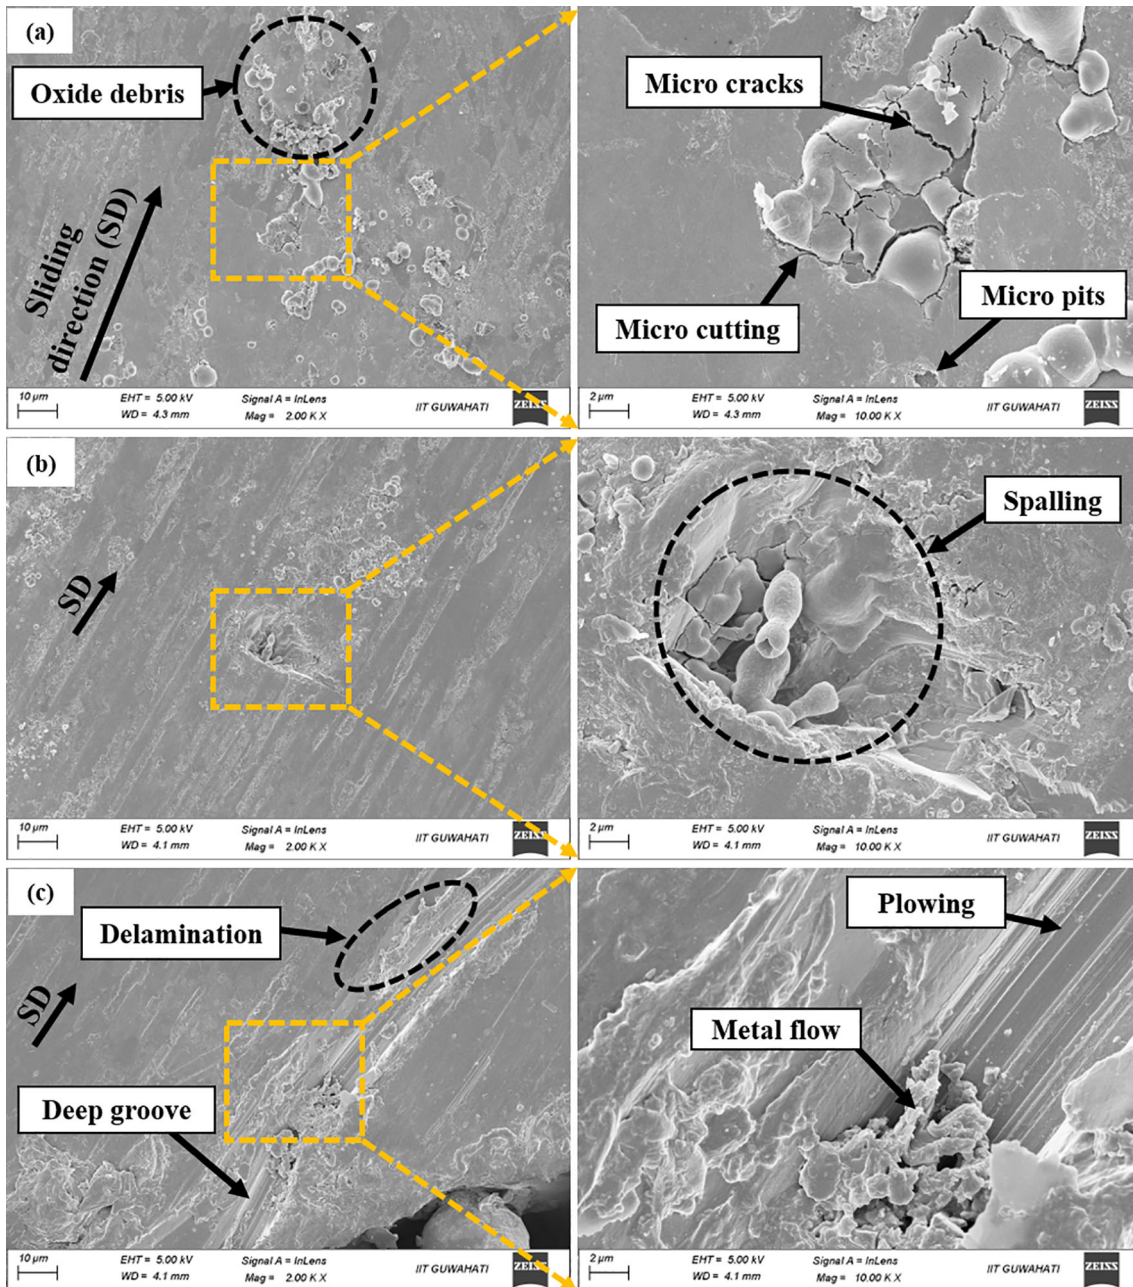 (a)
Oxide debris
Sliding
direction (SD)
10 µm
EHT = 5.00 kV
WD = 4.3 mm
Signal A = InLens
Mag = 2.00 K X
IIT GUWAHATI
ZEISS
Micro cracks
Micro pits
Micro cutting
2 µm
EHT = 5.00 kV
WD = 4.3 mm
Signal A = InLens
Mag = 10.00 K X
IIT GUWAHATI
ZEISS
(b)
SD
10 µm
EHT = 5.00 kV
WD = 4.1 mm
Signal A = InLens
Mag = 2.00 K X
IIT GUWAHATI
ZEISS
Spalling
2 µm
EHT = 5.00 kV
WD = 4.1 mm
Signal A = InLens
Mag = 10.00 K X
IIT GUWAHATI
ZEISS
(c)
Delamination
SD
Deep groove
10 µm
EHT = 5.00 kV
WD = 4.1 mm
Signal A = InLens
Mag = 2.00 K X
IIT GUWAHATI
ZEISS
Plowing
Metal flow
2 µm
EHT = 5.00 kV
WD = 4.1 mm
Signal A = InLens
Mag = 10.00 K X
IIT GUWAHATI
ZEISS